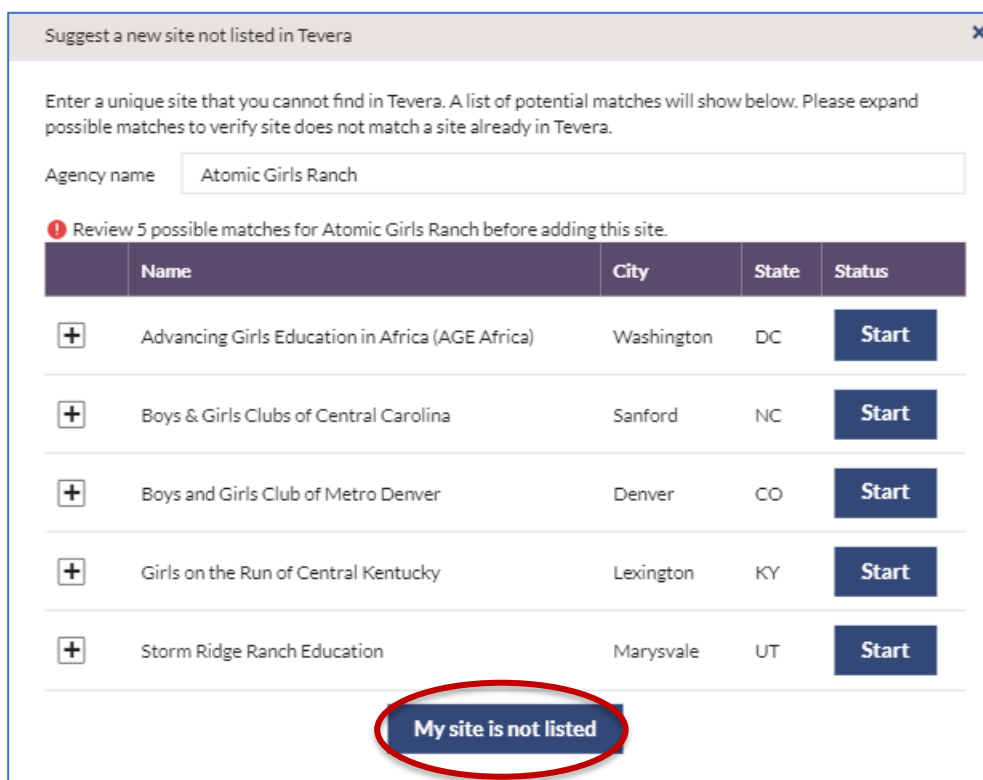 Suggest a new site not listed in Tevera
Enter a unique site that you cannot find in Tevera. A list of potential matches will show below. Please expand
possible matches to verify site does not match a site already in Tevera.
Agency name Atomic Girls Ranch
Review 5 possible matches for Atomic Girls Ranch before adding this site.
Name City State Status
Advancing Girls Education in Africa (AGE Africa) Washington DC Start
Boys & Girls Clubs of Central Carolina Sanford NC Start
Boys and Girls Club of Metro Denver Denver CO Start
Girls on the Run of Central Kentucky Lexington KY Start
Storm Ridge Ranch Education Marysvale UT Start
My site is not listed